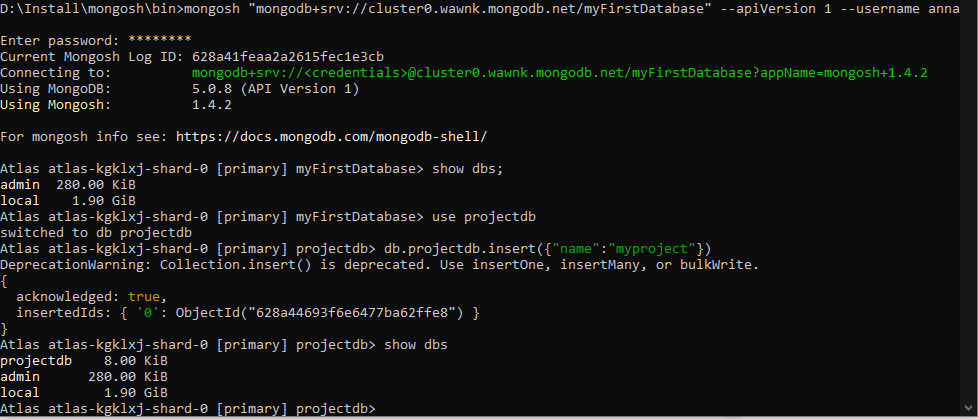 D:\Install\mongosh\bin>mongosh "mongodb+srv://cluster0.wawnk.mongodb.net/myFirstDatabase" --apiVersion 1 --username anna
Enter password: ********
Current Mongosh Log ID: 628a41feaa2a2615fec1e3cb
Connecting to:          mongodb+srv://<credentials>@cluster0.wawnk.mongodb.net/myFirstDatabase?appName=mongosh+1.4.2
Using MongoDB:          5.0.8 (API Version 1)
Using Mongosh:          1.4.2
For mongosh info see: https://docs.mongodb.com/mongodb-shell/
Atlas atlas-kgklxj-shard-0 [primary] myFirstDatabase> show dbs;
admin  280.00 KiB
local    1.90 GiB
Atlas atlas-kgklxj-shard-0 [primary] myFirstDatabase> use projectdb
switched to db projectdb
Atlas atlas-kgklxj-shard-0 [primary] projectdb> db.projectdb.insert({"name":"myproject"})
DeprecationWarning: Collection.insert() is deprecated. Use insertOne, insertMany, or bulkWrite.
{
  acknowledged: true,
  insertedIds: { '0': ObjectId("628a44693f6e6477ba62ffe8") }
}
Atlas atlas-kgklxj-shard-0 [primary] projectdb> show dbs
projectdb    8.00 KiB
admin      280.00 KiB
local        1.90 GiB
Atlas atlas-kgklxj-shard-0 [primary] projectdb>